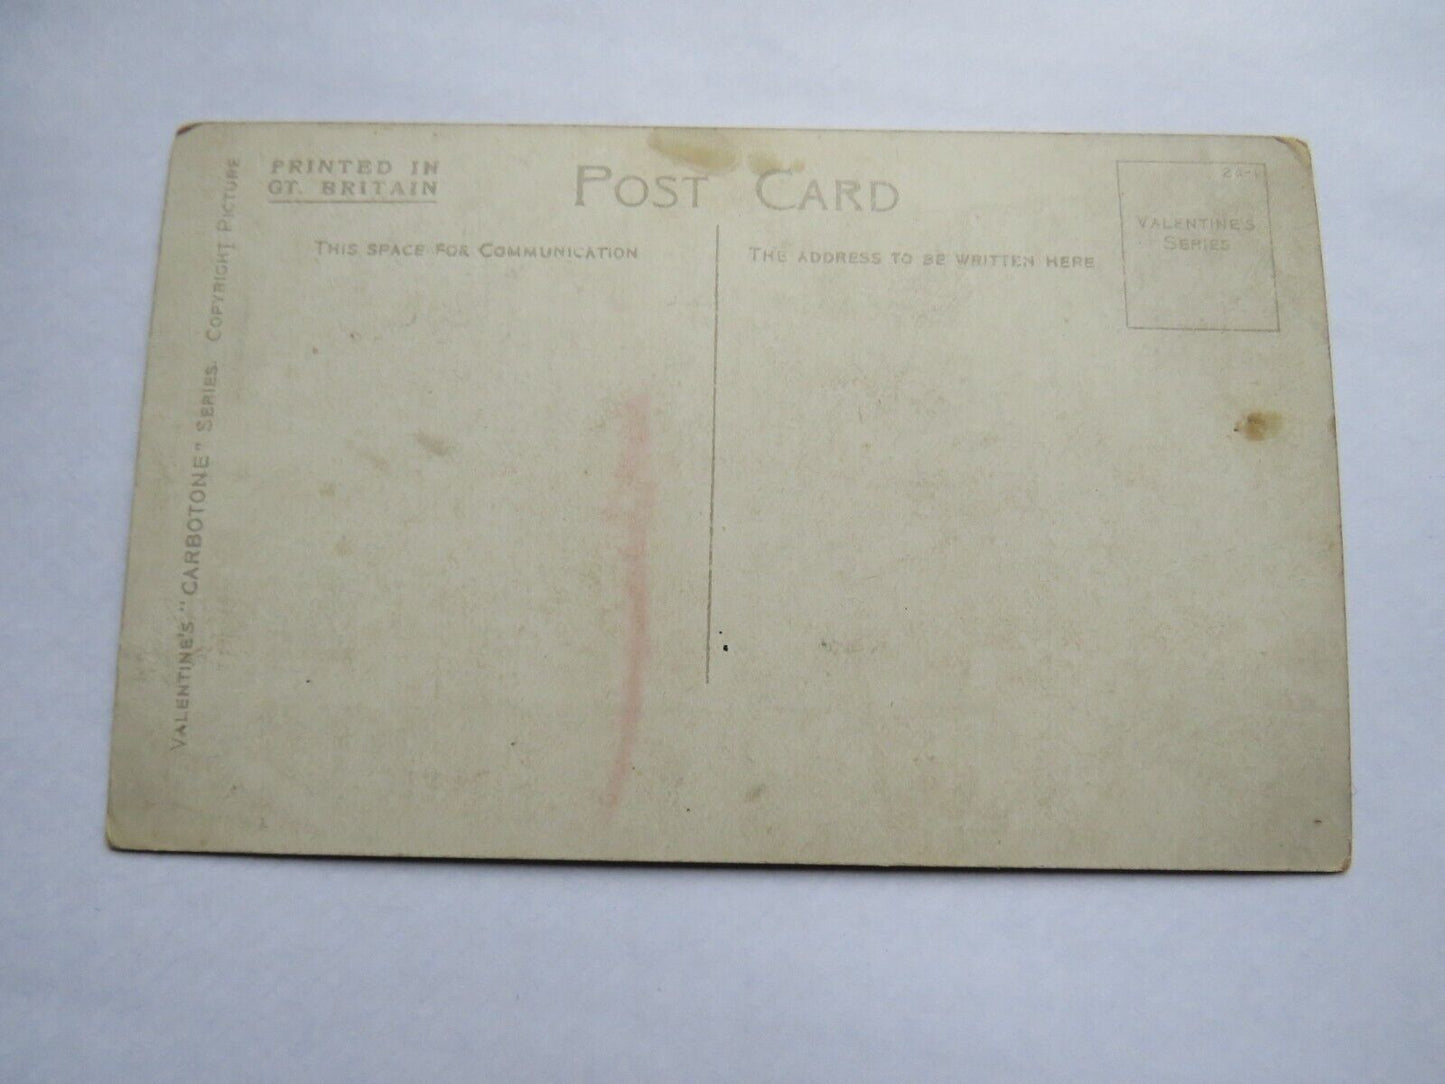 PRINTED IN
GT. BRITAIN
POST CARD
THIS SPACE FOR COMMUNICATION
THE ADDRESS TO BE WRITTEN HERE
VALENTINE'S
SERIES
VALENTINE'S "CARBOTONE" SERIES. COPYRIGHT PICTURE